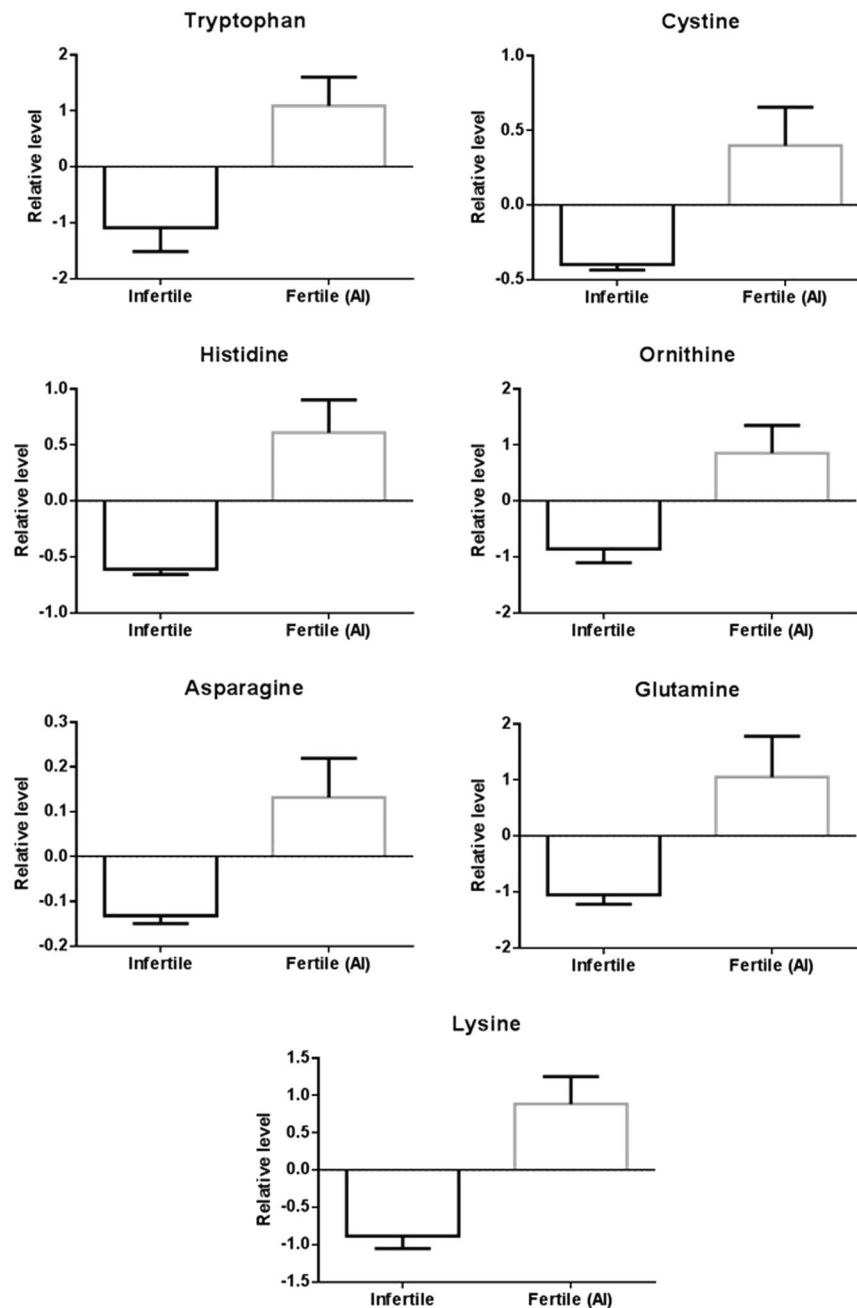 Tryptophan
Relative level
2
1
0
-1
-2
Infertile Fertile (AI)
Cystine
Relative level
1.0
0.5
0.0
-0.5
Infertile Fertile (AI)
Histidine
Relative level
1.0
0.5
0.0
-0.5
-1.0
Infertile Fertile (AI)
Ornithine
Relative level
2
1
0
-1
-2
Infertile Fertile (AI)
Asparagine
Relative level
0.3
0.2
0.1
0.0
-0.1
-0.2
Infertile Fertile (AI)
Glutamine
Relative level
2
1
0
-1
-2
Infertile Fertile (AI)
Lysine
Relative level
1.5
1.0
0.5
0.0
-0.5
-1.0
-1.5
Infertile Fertile (AI)